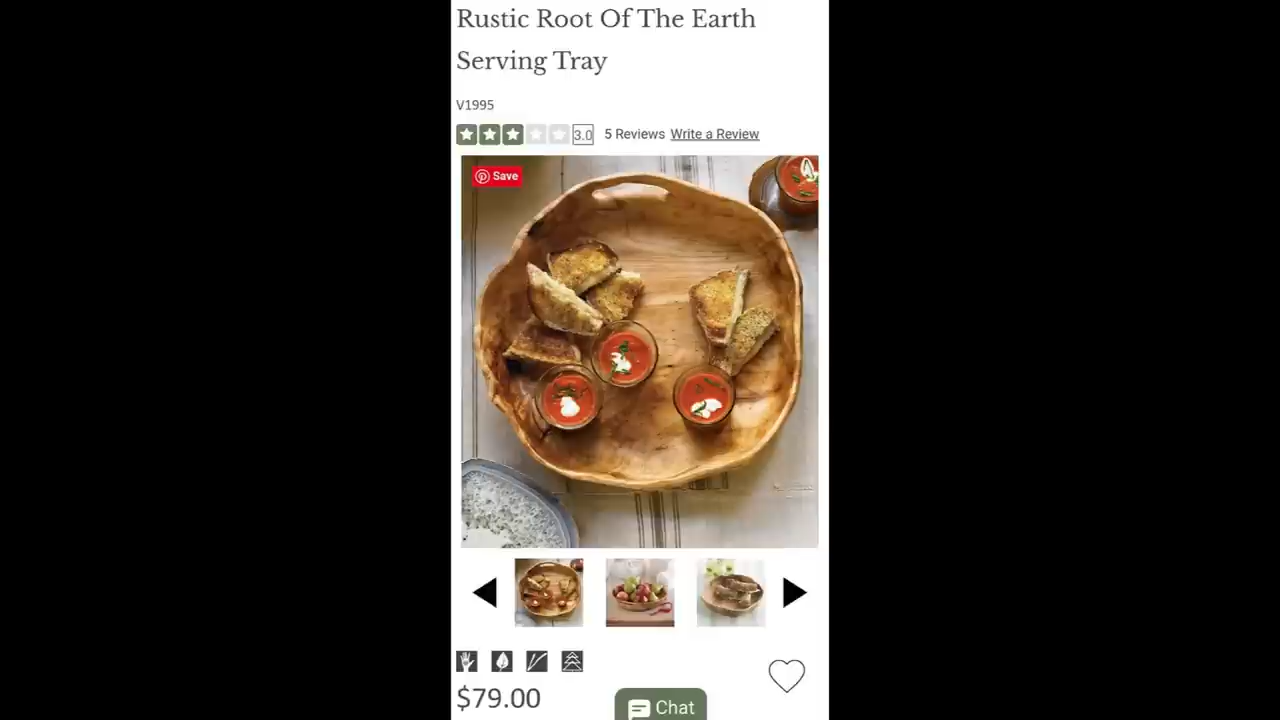 Rustic Root Of The Earth
Serving Tray
V1995
3.0 5 Reviews Write a Review
Save
$79.00
Chat